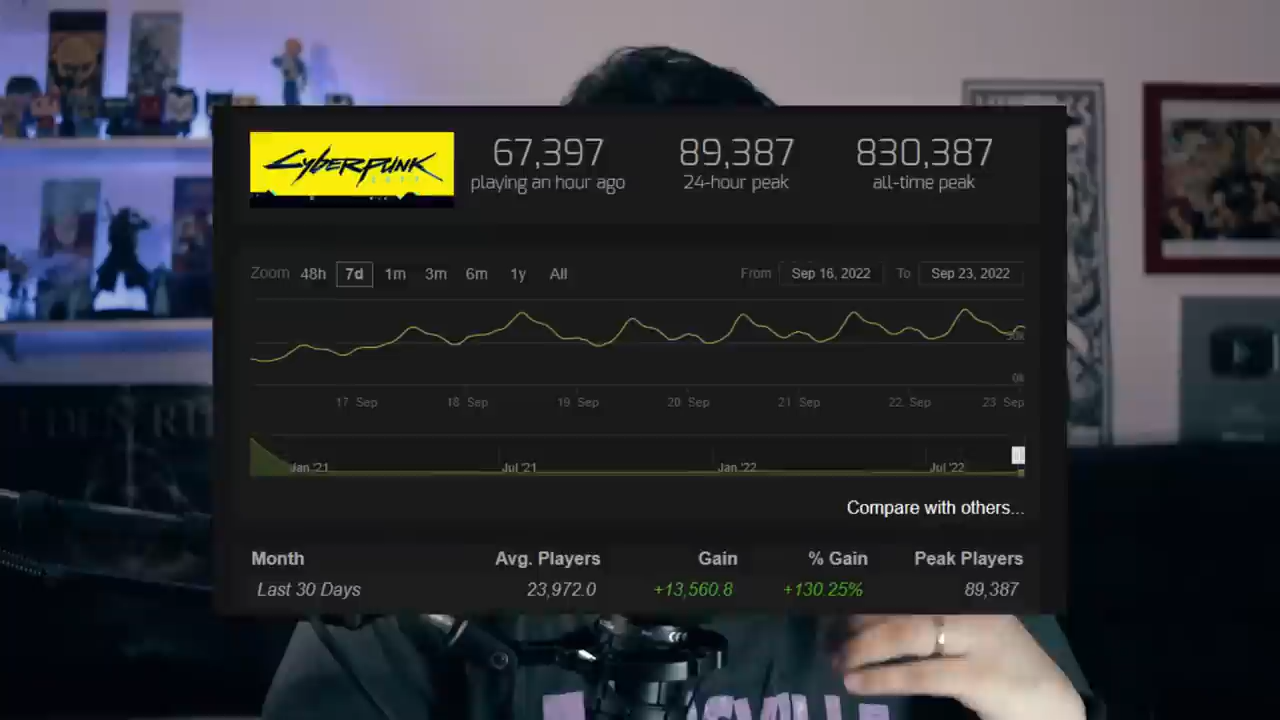 CYBERPUNK
67,397
playing an hour ago
89,387
24-hour peak
830,387
all-time peak
Zoom 48h 7d 1m 3m 6m 1y All
From Sep 16, 2022 To Sep 23, 2022
50k
0k
17 Sep 18 Sep 19 Sep 20 Sep 21 Sep 22 Sep 23 Sep
Jan '21 Jul '21 Jan '22 Jul '22
Compare with others...
Month Avg. Players Gain % Gain Peak Players
Last 30 Days 23,972.0 +13,560.8 +130.25% 89,387